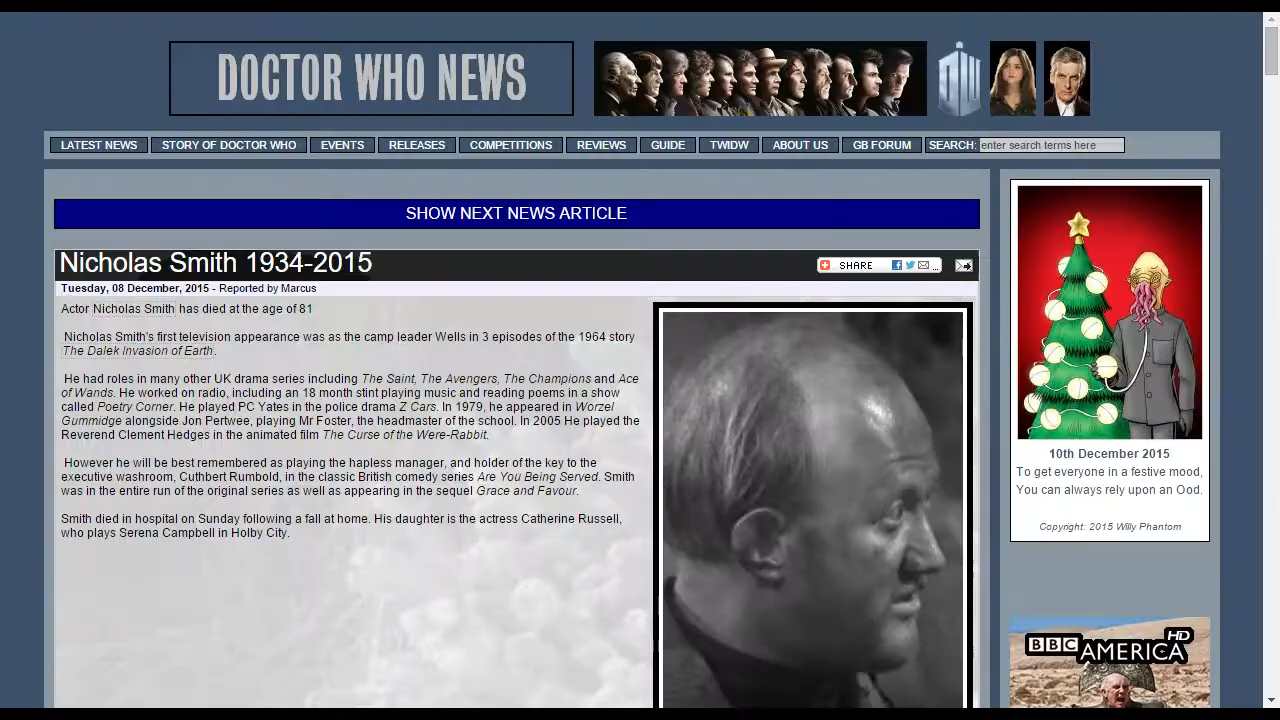 DOCTOR WHO NEWS
DW
LATEST NEWS
STORY OF DOCTOR WHO
EVENTS
RELEASES
COMPETITIONS
REVIEWS
GUIDE
TWIDW
ABOUT US
GB FORUM
SEARCH: enter search terms here
SHOW NEXT NEWS ARTICLE
Nicholas Smith 1934-2015
SHARE
Tuesday, 08 December, 2015 - Reported by Marcus
Actor Nicholas Smith has died at the age of 81
Nicholas Smith's first television appearance was as the camp leader Wells in 3 episodes of the 1964 story
The Dalek Invasion of Earth.
He had roles in many other UK drama series including The Saint, The Avengers, The Champions and Ace
of Wands. He worked on radio, including an 18 month stint playing music and reading poems in a show
called Poetry Corner. He played PC Yates in the police drama Z Cars. In 1979, he appeared in Worzel
Gummidge alongside Jon Pertwee, playing Mr Foster, the headmaster of the school. In 2005 He played the
Reverend Clement Hedges in the animated film The Curse of the Were-Rabbit.
However he will be best remembered as playing the hapless manager, and holder of the key to the
executive washroom, Cuthbert Rumbold, in the classic British comedy series Are You Being Served. Smith
was in the entire run of the original series as well as appearing in the sequel Grace and Favour.
Smith died in hospital on Sunday following a fall at home. His daughter is the actress Catherine Russell,
who plays Serena Campbell in Holby City.
10th December 2015
To get everyone in a festive mood,
You can always rely upon an Ood.
Copyright: 2015 Willy Phantom
BBC AMERICA HD